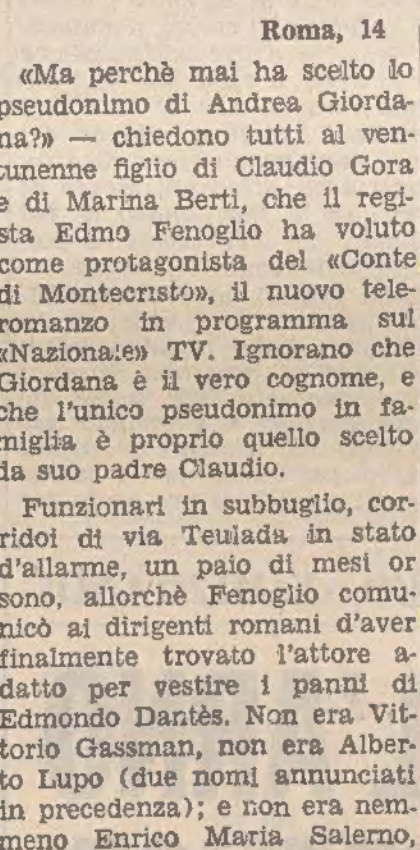 Roma, 14
«Ma perchè mai ha scelto lo
pseudonimo di Andrea Giorda-
na?» — chiedono tutti al ven-
tunenne figlio di Claudio Gora
e di Marina Berti, che il regi-
sta Edmo Fenoglio ha voluto
come protagonista del «Conte
di Montecristo», il nuovo tele-
romanzo in programma sul
«Nazionale» TV. Ignorano che
Giordana è il vero cognome, e
che l'unico pseudonimo in fa-
miglia è proprio quello scelto
da suo padre Claudio.
Funzionari in subbuglio, cor-
ridoi di via Teulada in stato
d'allarme, un paio di mesi or
sono, allorchè Fenoglio comu-
nicò ai dirigenti romani d'aver
finalmente trovato l'attore a-
datto per vestire i panni di
Edmondo Dantès. Non era Vit-
torio Gassman, non era Alber-
to Lupo (due nomi annunciati
in precedenza); e non era nem-
meno Enrico Maria Salerno,